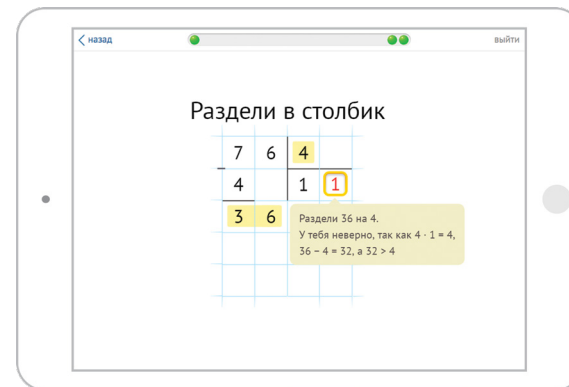 назад
выйти
Раздели в столбик
7 6 4
4 1 1
3 6
Раздели 36 на 4.
У тебя неверно, так как 4 · 1 = 4,
36 – 4 = 32, а 32 > 4